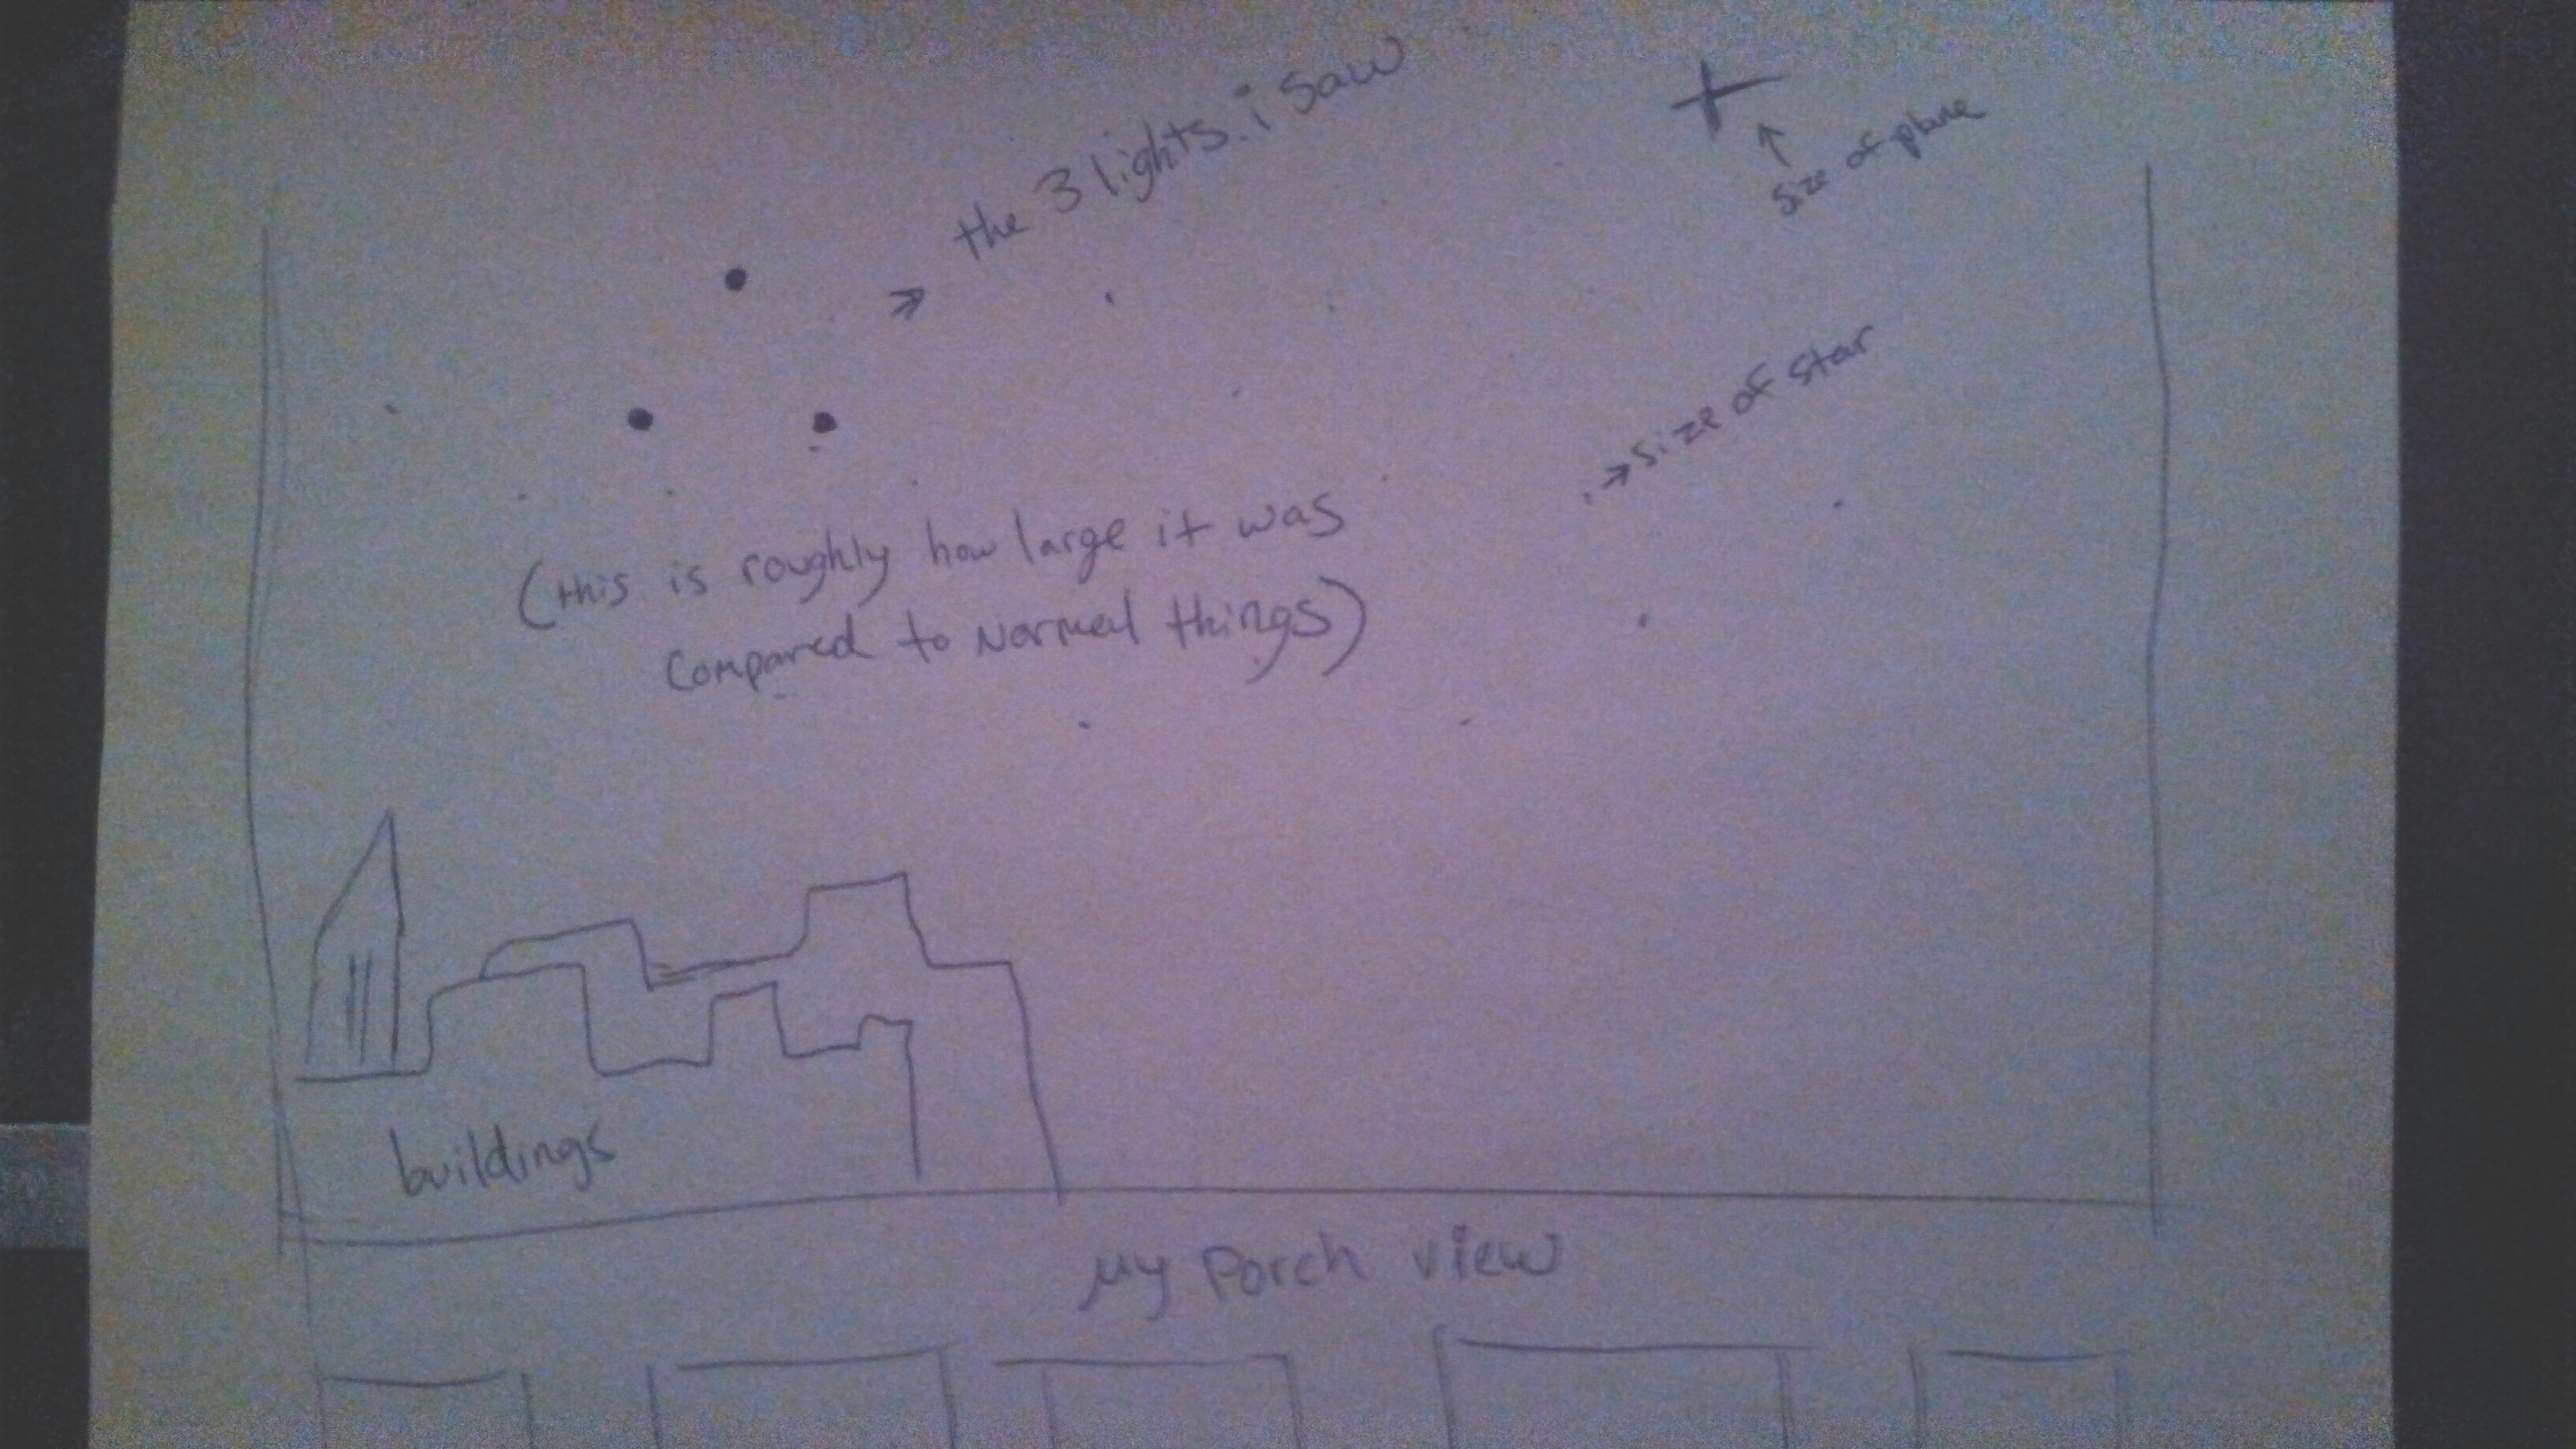 the 3 lights i saw
size of plane
size of star
(this is roughly how large it was
compared to Normal things)
buildings
My Porch view